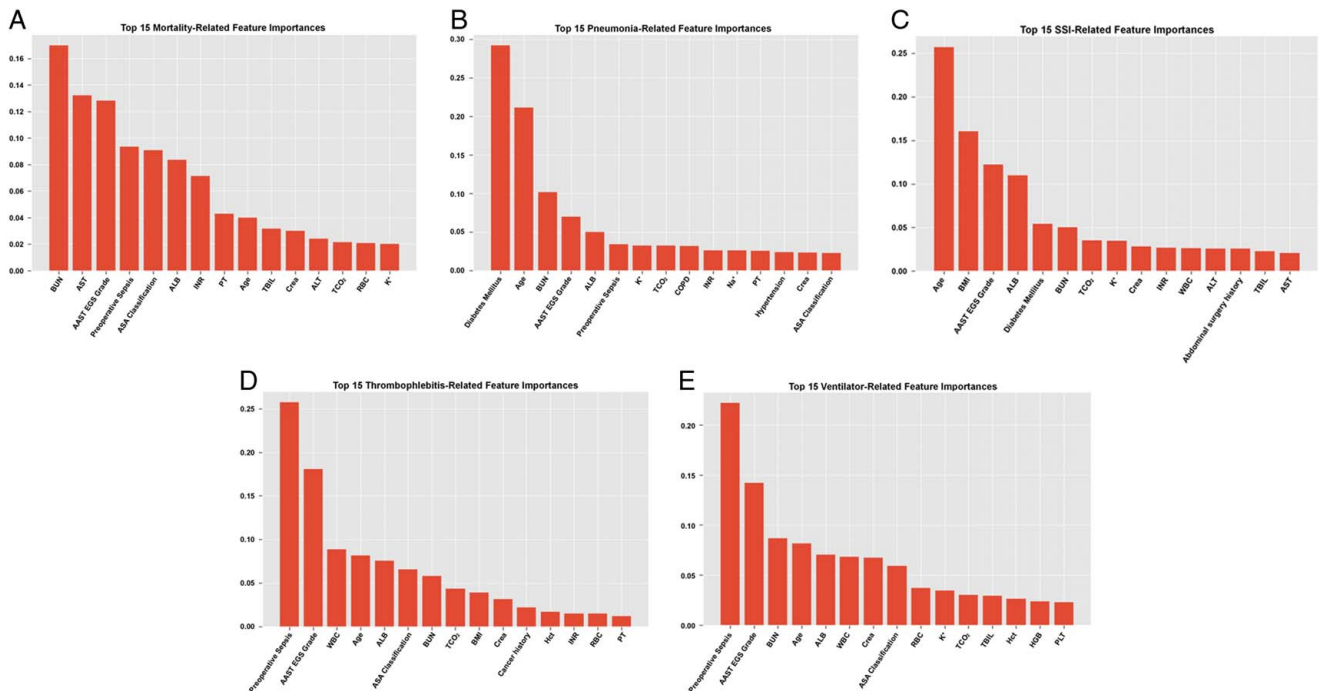 A
Top 15 Mortality-Related Feature Importances
0.16
0.14
0.12
0.10
0.08
0.06
0.04
0.02
0.00
BUN
AST
AAST EGS Grade
Preoperative Sepsis
ASA Classification
ALB
INR
PT
Age
TBIL
Crea
ALT
TCO₂
RBC
K⁺
B
Top 15 Pneumonia-Related Feature Importances
0.30
0.25
0.20
0.15
0.10
0.05
0.00
Diabetes Mellitus
Age
BUN
AAST EGS Grade
ALB
Preoperative Sepsis
K⁺
TCO₂
COPD
INR
Na⁺
PT
Hypertension
Crea
ASA Classification
C
Top 15 SSI-Related Feature Importances
0.25
0.20
0.15
0.10
0.05
0.00
Age
BMI
AAST EGS Grade
ALB
Diabetes Mellitus
BUN
TCO₂
K⁺
Crea
INR
WBC
ALT
Abdominal surgery history
TBIL
AST
D
Top 15 Thrombophlebitis-Related Feature Importances
0.25
0.20
0.15
0.10
0.05
0.00
Preoperative Sepsis
AAST EGS Grade
WBC
Age
ALB
ASA Classification
BUN
TCO₂
BMI
Crea
Cancer history
Hct
INR
RBC
PT
E
Top 15 Ventilator-Related Feature Importances
0.20
0.15
0.10
0.05
0.00
Preoperative Sepsis
AAST EGS Grade
BUN
Age
ALB
WBC
Crea
ASA Classification
RBC
K⁺
TCO₂
TBIL
Hct
HGB
PLT